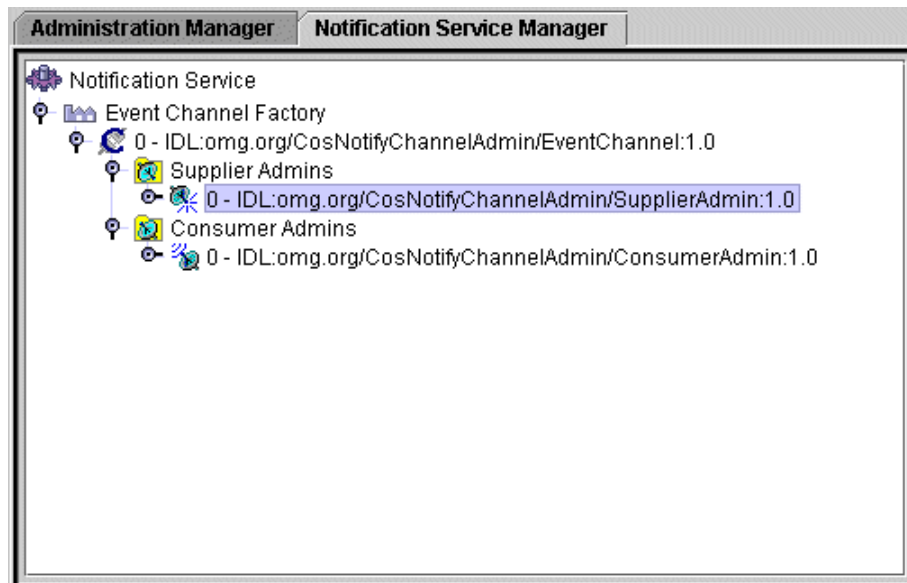 Administration Manager Notification Service Manager
Notification Service
Event Channel Factory
0 - IDL:omg.org/CosNotifyChannelAdmin/EventChannel:1.0
Supplier Admins
0 - IDL:omg.org/CosNotifyChannelAdmin/SupplierAdmin:1.0
Consumer Admins
0 - IDL:omg.org/CosNotifyChannelAdmin/ConsumerAdmin:1.0